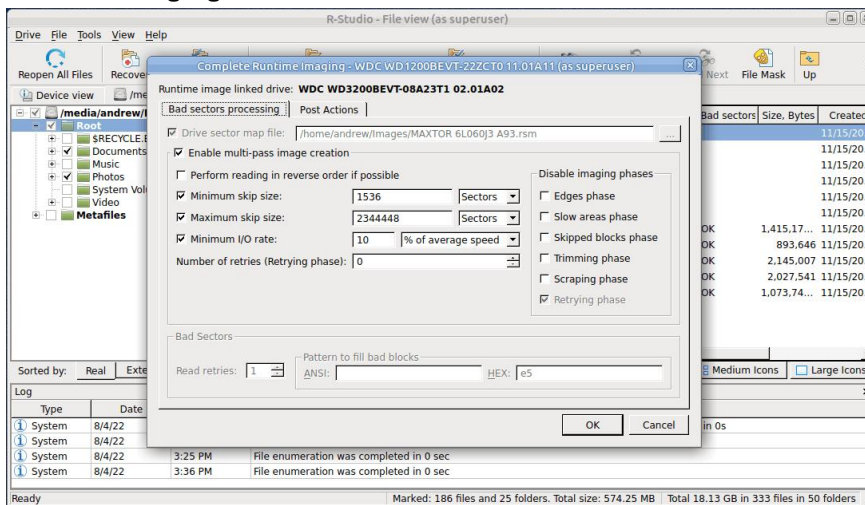 R-Studio - File view (as superuser)
Drive File Tools View Help
Reopen All Files Recover Next File Mask Up
Complete Runtime Imaging - WDC WD1200BEVT-22ZCT0 11.01A11 (as superuser)
Device view
Runtime image linked drive: WDC WD3200BEVT-08A23T1 02.01A02
Bad sectors processing Post Actions
/media/andrew/
Root
$RECYCLE.
Documents
Music
Photos
System Vol
Video
Metafiles
Drive sector map file: /home/andrew/Images/MAXTOR 6L060J3 A93.rsm ...
Enable multi-pass image creation
Perform reading in reverse order if possible
Minimum skip size: 1536 Sectors
Maximum skip size: 2344448 Sectors
Minimum I/O rate: 10 % of average speed
Number of retries (Retrying phase): 0
Disable imaging phases
Edges phase
Slow areas phase
Skipped blocks phase
Trimming phase
Scraping phase
Retrying phase
Bad Sectors
Read retries: 1
Pattern to fill bad blocks
ANSI: HEX: e5
OK Cancel
Bad sectors Size, Bytes Created
11/15/20
11/15/20
11/15/20
11/15/20
11/15/20
11/15/20
OK 1,415,17... 11/15/20
OK 893,646 11/15/20
OK 2,145,007 11/15/20
OK 2,027,541 11/15/20
OK 1,073,74... 11/15/20
Sorted by: Real Exte Medium Icons Large Icons
Log
Type Date
System 8/4/22 in 0s
System 8/4/22
System 8/4/22 3:25 PM File enumeration was completed in 0 sec
System 8/4/22 3:36 PM File enumeration was completed in 0 sec
Ready Marked: 186 files and 25 folders. Total size: 574.25 MB Total 18.13 GB in 333 files in 50 folders